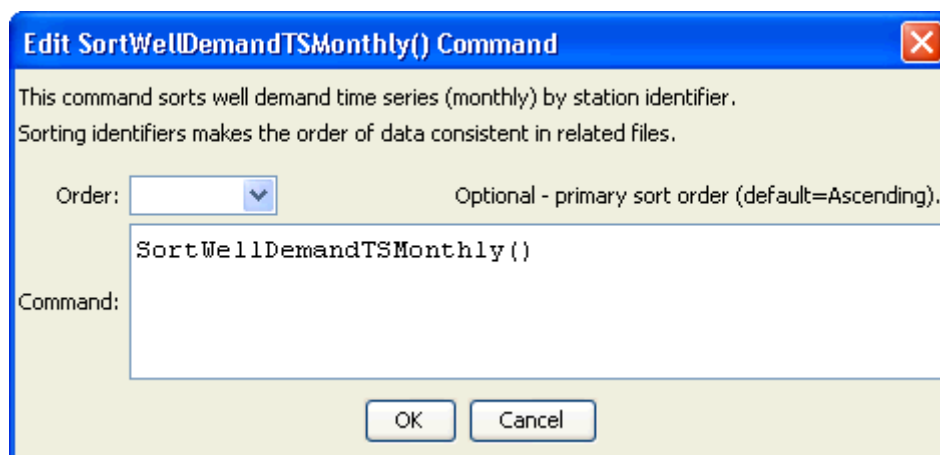 Edit SortWellDemandTSMonthly() Command
This command sorts well demand time series (monthly) by station identifier.
Sorting identifiers makes the order of data consistent in related files.
Order: Optional - primary sort order (default=Ascending).
SortWellDemandTSMonthly()
Command:
OK Cancel